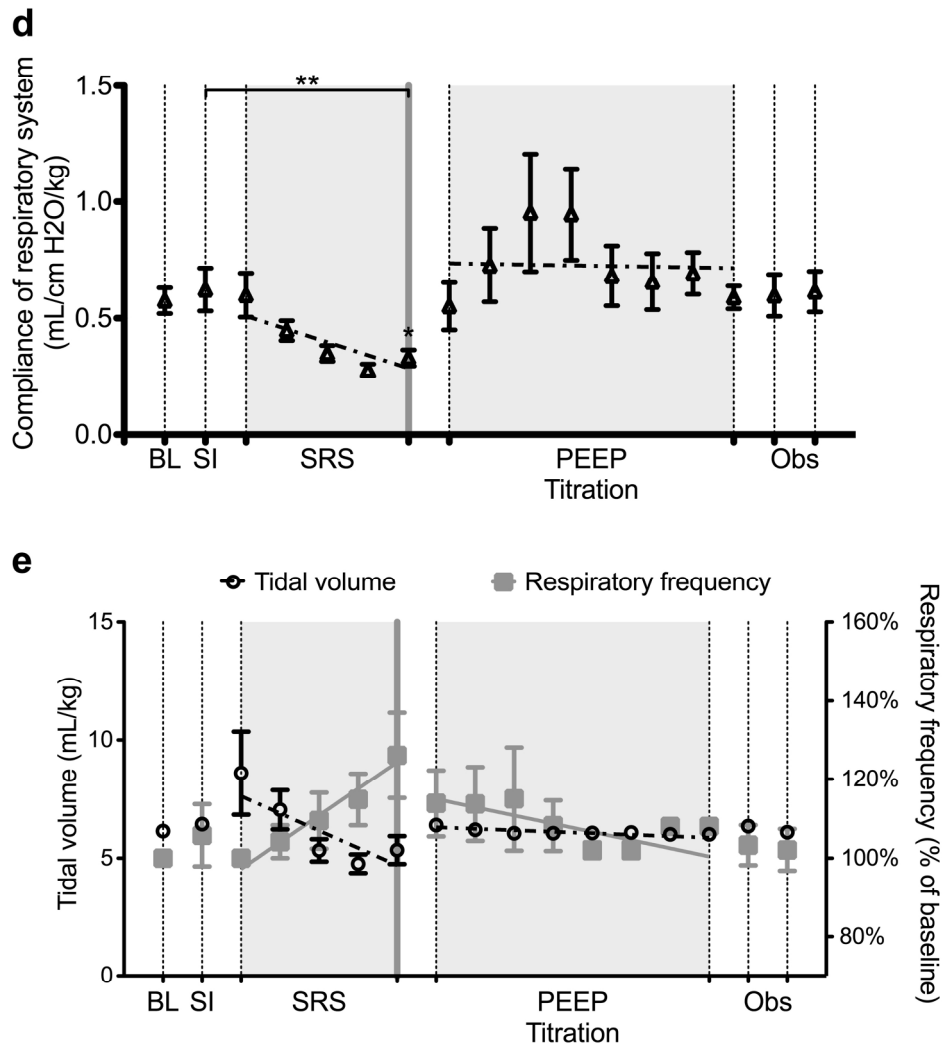 d
Compliance of respiratory system
(mL/cm H2O/kg)
1.5
1.0
0.5
0.0
**
*
BL SI SRS PEEP Titration Obs
e
Tidal volume Respiratory frequency
Tidal volume (mL/kg)
15
10
5
0
160%
140%
120%
100%
80%
Respiratory frequency (% of baseline)
BL SI SRS PEEP Titration Obs